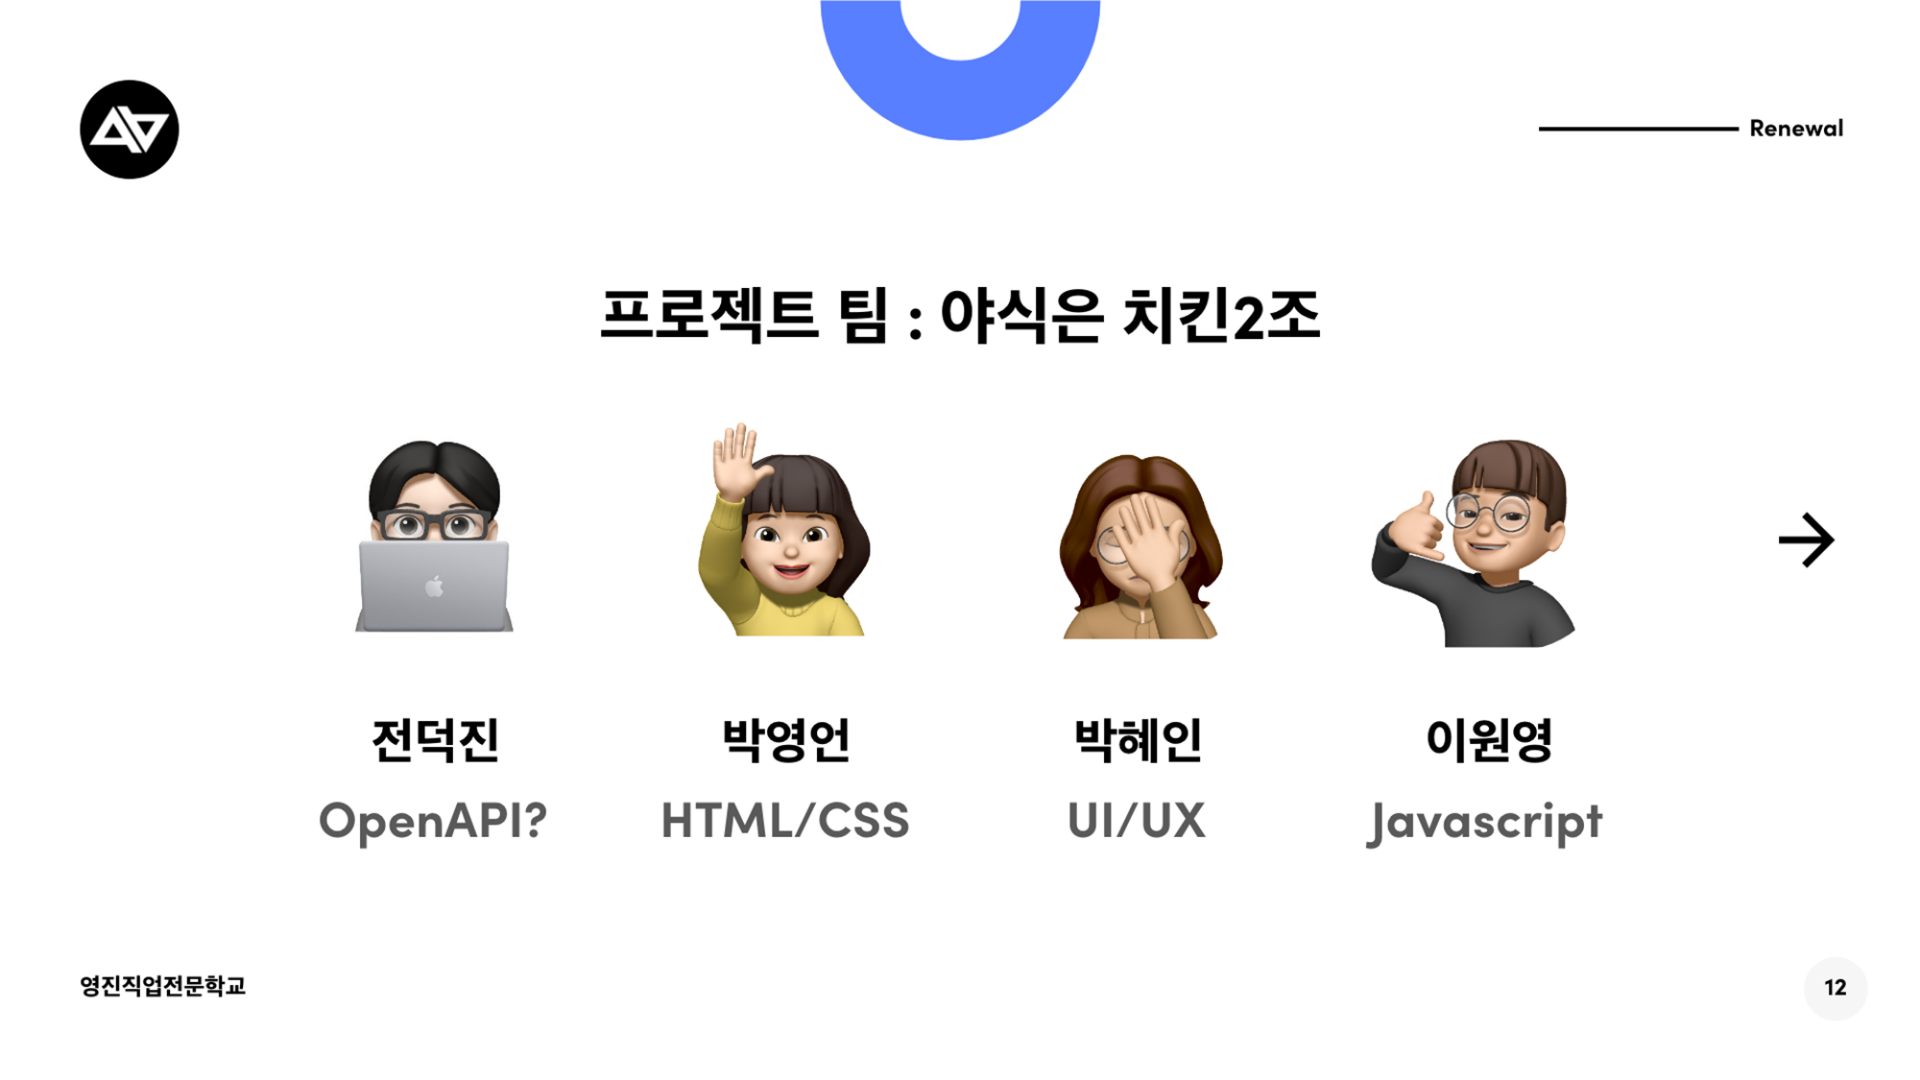 Renewal
프로젝트 팀 : 야식은 치킨2조
전덕진
박영언
박혜인
이원영
OpenAPI?
HTML/CSS
UI/UX
Javascript
영진직업전문학교
12